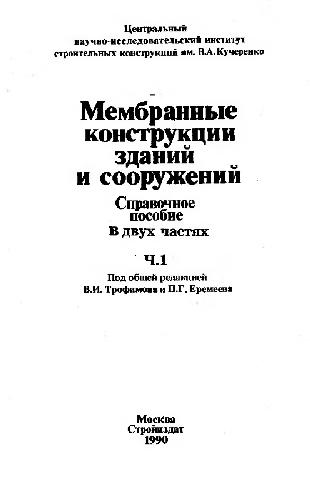 Центральный
научно-исследовательский институт
строительных конструкций им. В.А.Кучеренко
Мембранные
конструкции
зданий
и сооружений
Справочное
пособие
В двух частях
Ч.1
Под общей редакцией
В.И. Трофимова и П.Г. Еремеева
Москва
Стройиздат
1990